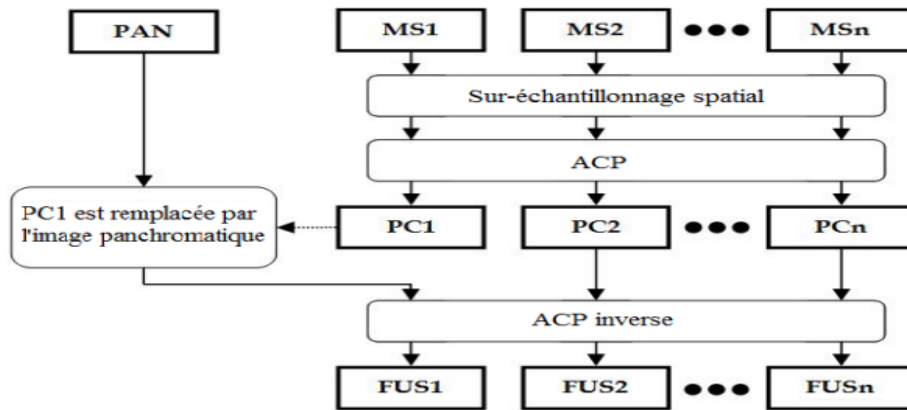 PAN
MS1 MS2 ●●● MSn
Sur-échantillonnage spatial
ACP
PC1 est remplacée par
l'image panchromatique
PC1 PC2 ●●● PCn
ACP inverse
FUS1 FUS2 ●●● FUSn